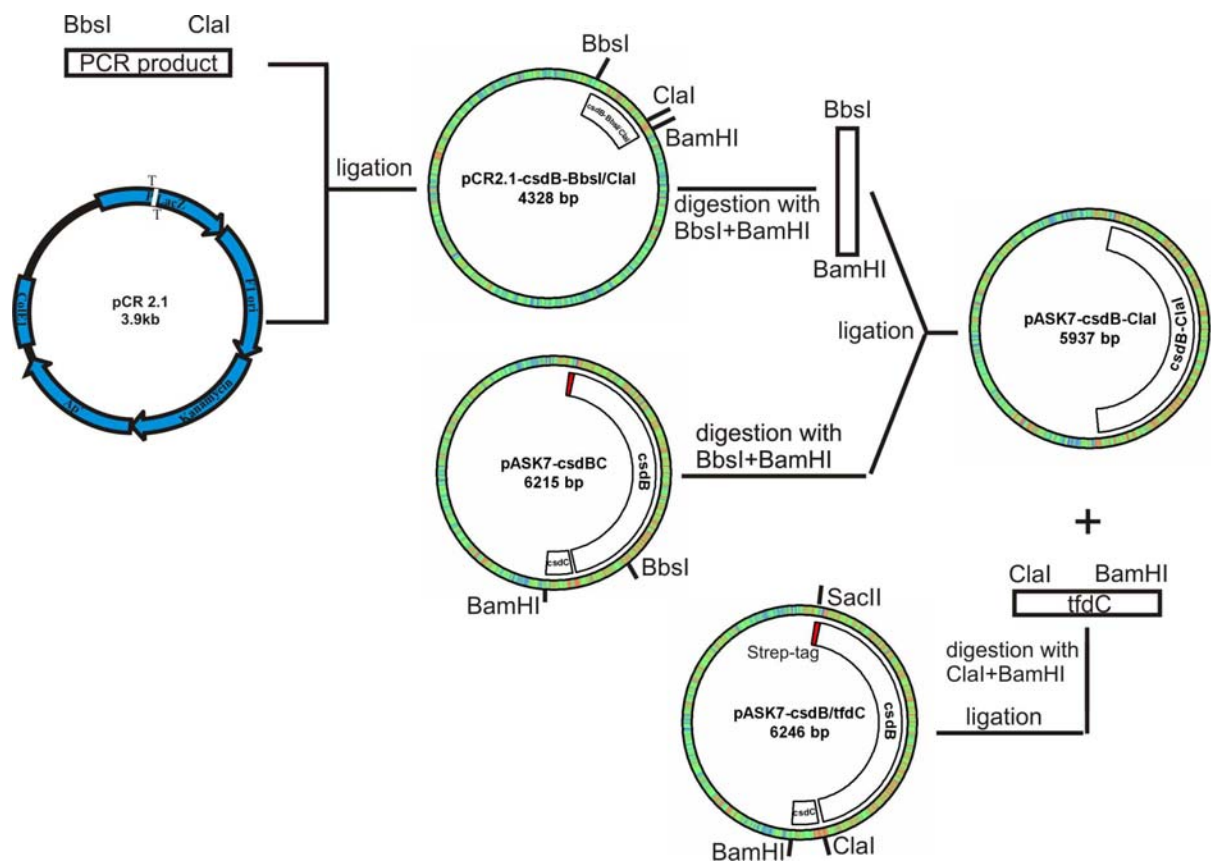 BbsI ClaI
PCR product
ligation
T
LacZ
T
F1 ori
Kanamycin
Ap
ColE1
pCR 2.1
3.9kb
BbsI
ClaI
BamHI
csdB-BbsI/ClaI
pCR2.1-csdB-BbsI/ClaI
4328 bp
digestion with
BbsI+BamHI
BbsI
BamHI
ligation
pASK7-csdBC
6215 bp
csdB
csdC
BbsI
BamHI
digestion with
BbsI+BamHI
pASK7-csdB-ClaI
5937 bp
csdB-ClaI
+
ClaI BamHI
tfdC
digestion with
ClaI+BamHI
ligation
SacII
Strep-tag
pASK7-csdB/tfdC
6246 bp
csdB
csdC
BamHI
ClaI